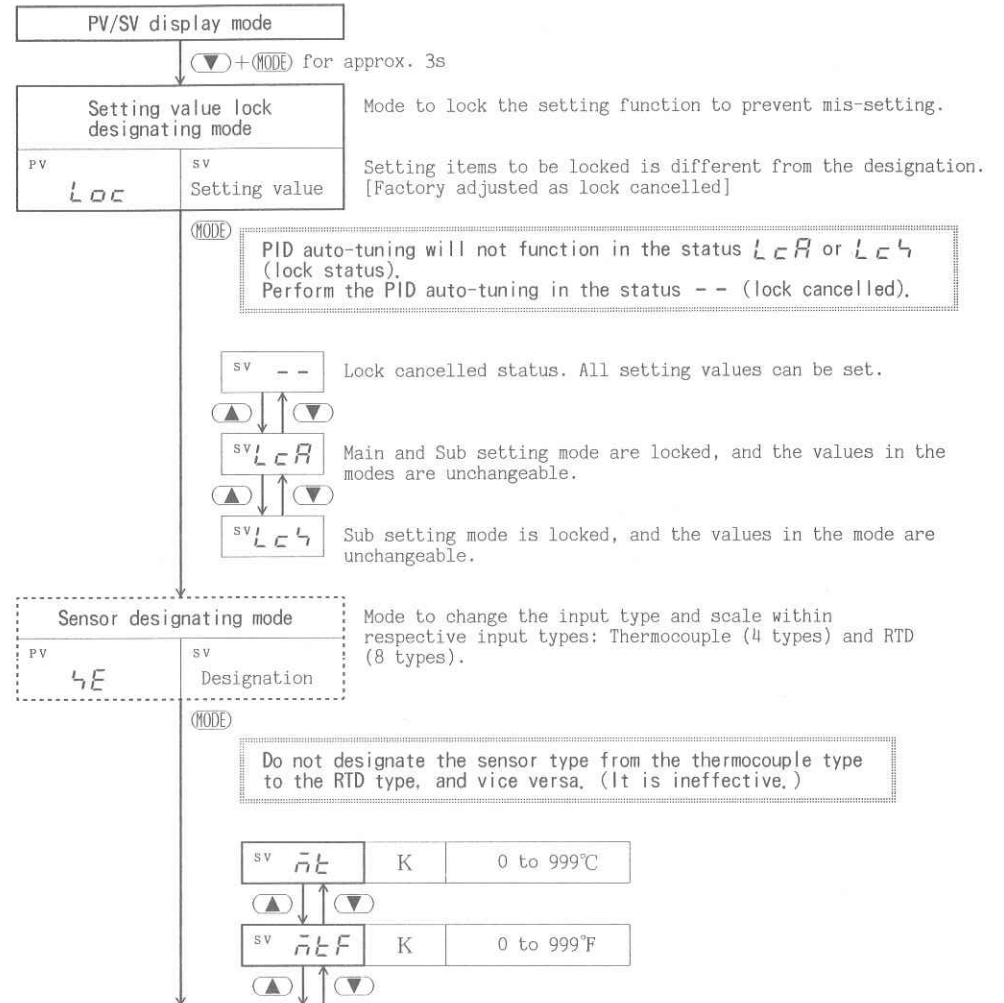 PV/SV display mode
▼+MODE for approx. 3s
Setting value lock
designating mode
Mode to lock the setting function to prevent mis-setting.
PV
SV
Loc
Setting value
Setting items to be locked is different from the designation.
[Factory adjusted as lock cancelled]
MODE
PID auto-tuning will not function in the status LcA or Lc5
(lock status).
Perform the PID auto-tuning in the status -- (lock cancelled).
SV -- Lock cancelled status. All setting values can be set.
▲ ▼
SV LcA Main and Sub setting mode are locked, and the values in the
modes are unchangeable.
▲ ▼
SV Lc5 Sub setting mode is locked, and the values in the mode are
unchangeable.
Sensor designating mode
Mode to change the input type and scale within
respective input types: Thermocouple (4 types) and RTD
(8 types).
PV
SV
5E
Designation
MODE
Do not designate the sensor type from the thermocouple type
to the RTD type, and vice versa. (It is ineffective.)
SV K 0 to 999℃
▲ ▼
SV K 0 to 999℉
▲ ▼